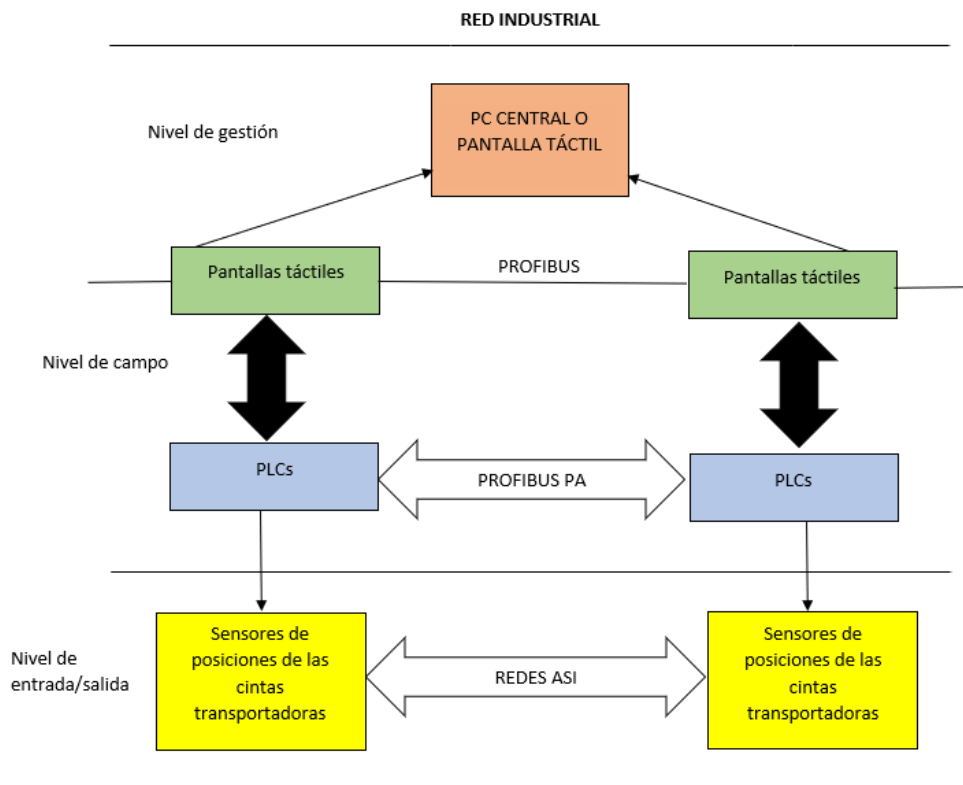 RED INDUSTRIAL
Nivel de gestión
PC CENTRAL O
PANTALLA TÁCTIL
Pantallas táctiles
PROFIBUS
Pantallas táctiles
Nivel de campo
PLCs
PROFIBUS PA
PLCs
Nivel de
entrada/salida
Sensores de
posiciones de las
cintas
transportadoras
REDES ASI
Sensores de
posiciones de las
cintas
transportadoras